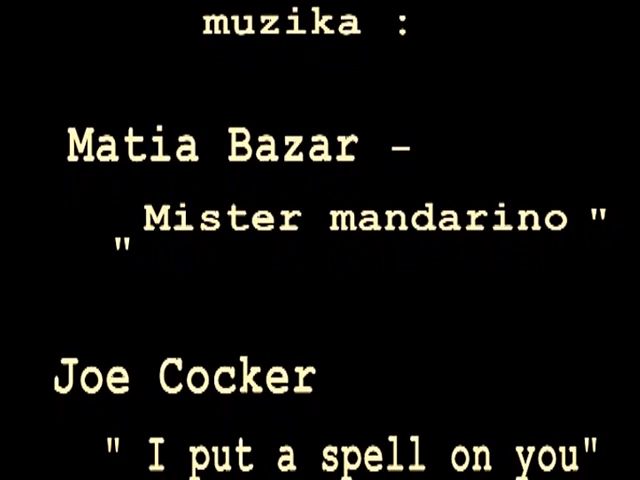 muzika :
Matia Bazar -
" Mister mandarino "
Joe Cocker
" I put a spell on you"